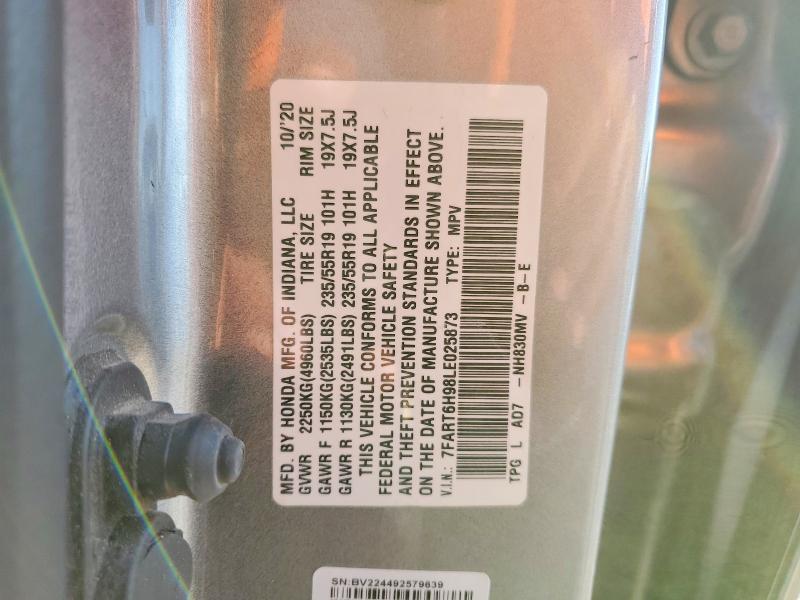 MFD. BY HONDA MFG. OF INDIANA, LLC 10/'20
GVWR 2250KG(4960LBS) TIRE SIZE RIM SIZE
GAWR F 1150KG(2535LBS) 235/55R19 101H 19X7.5J
GAWR R 1130KG(2491LBS) 235/55R19 101H 19X7.5J
THIS VEHICLE CONFORMS TO ALL APPLICABLE
FEDERAL MOTOR VEHICLE SAFETY
AND THEFT PREVENTION STANDARDS IN EFFECT
ON THE DATE OF MANUFACTURE SHOWN ABOVE.
V.I.N.: 7FART6H98LE025873 TYPE: MPV
TPG L AD7 -NH830MV -B-E
SN:BV224492579639